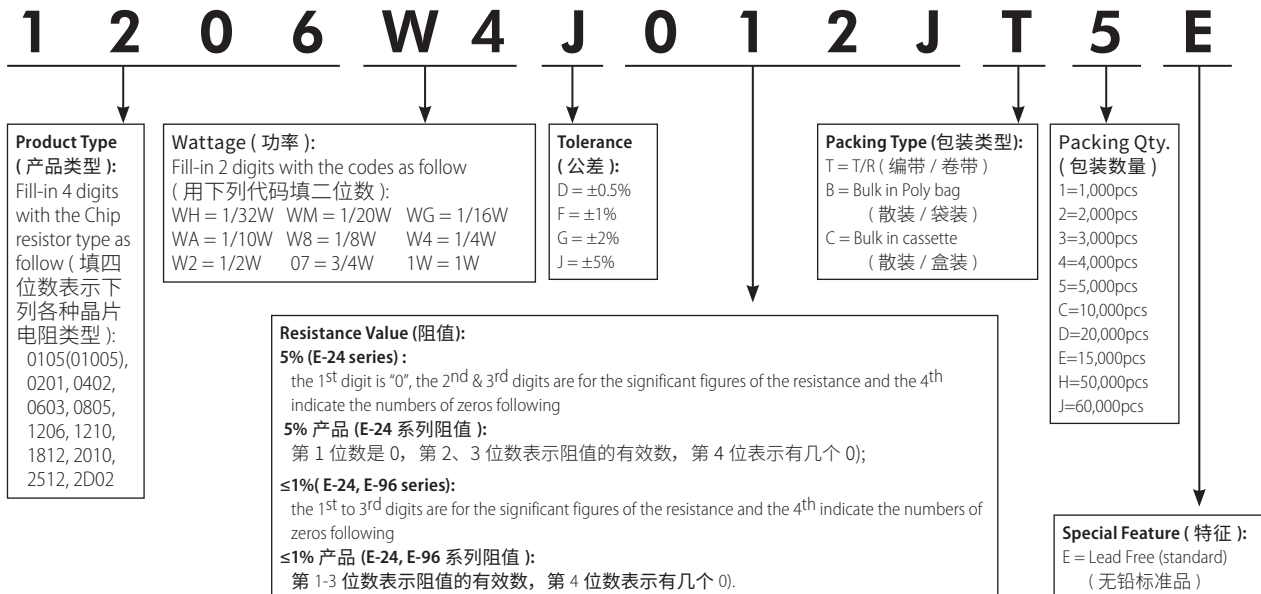 1 2 0 6 W 4 J 0 1 2 J T 5 E
Product Type
( 产品类型 ):
Fill-in 4 digits
with the Chip
resistor type as
follow ( 填四
位数表示下
列各种晶片
电阻类型 ):
0105(01005),
0201, 0402,
0603, 0805,
1206, 1210,
1812, 2010,
2512, 2D02
Wattage ( 功率 ):
Fill-in 2 digits with the codes as follow
( 用下列代码填二位数 ):
WH = 1/32W WM = 1/20W WG = 1/16W
WA = 1/10W W8 = 1/8W W4 = 1/4W
W2 = 1/2W 07 = 3/4W 1W = 1W
Tolerance
( 公差 ):
D = ±0.5%
F = ±1%
G = ±2%
J = ±5%
Packing Type (包装类型):
T = T/R ( 编带 / 卷带 )
B = Bulk in Poly bag
( 散装 / 袋装 )
C = Bulk in cassette
( 散装 / 盒装 )
Packing Qty.
( 包装数量 )
1=1,000pcs
2=2,000pcs
3=3,000pcs
4=4,000pcs
5=5,000pcs
C=10,000pcs
D=20,000pcs
E=15,000pcs
H=50,000pcs
J=60,000pcs
Resistance Value (阻值):
5% (E-24 series) :
the 1st digit is “0”, the 2nd & 3rd digits are for the significant figures of the resistance and the 4th
indicate the numbers of zeros following
5% 产品 (E-24 系列阻值 ):
第 1 位数是 0，第 2、3 位数表示阻值的有效数，第 4 位表示有几个 0);
≤1%( E-24, E-96 series):
the 1st to 3rd digits are for the significant figures of the resistance and the 4th indicate the numbers of
zeros following
≤1% 产品 (E-24, E-96 系列阻值 ):
第 1-3 位数表示阻值的有效数，第 4 位数表示有几个 0).
Special Feature ( 特征 ):
E = Lead Free (standard)
( 无铅标准品 )